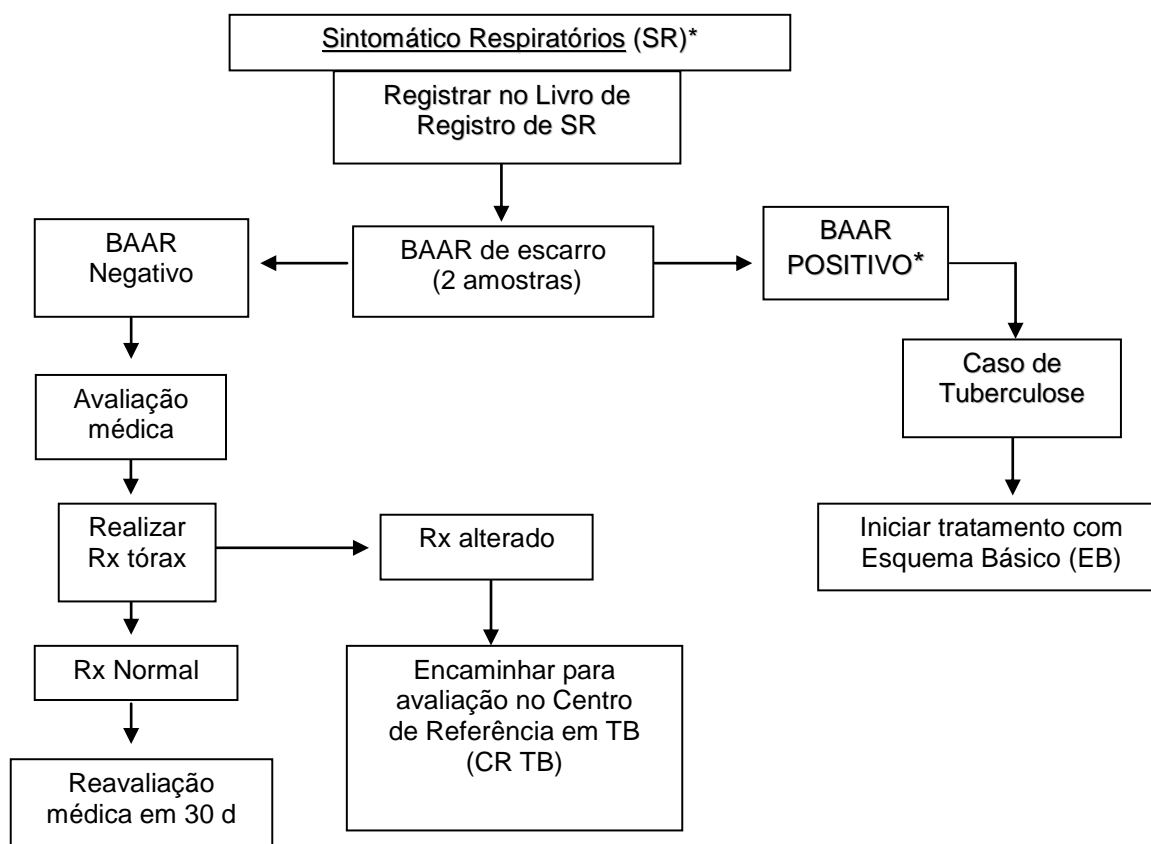 Sintomático Respiratórios (SR)*
Registrar no Livro de
Registro de SR
BAAR
Negativo
BAAR de escarro
(2 amostras)
BAAR
POSITIVO*
Caso de
Tuberculose
Avaliação
médica
Realizar
Rx tórax
Rx alterado
Iniciar tratamento com
Esquema Básico (EB)
Rx Normal
Encaminhar para
avaliação no Centro
de Referência em TB
(CR TB)
Reavaliação
médica em 30 d